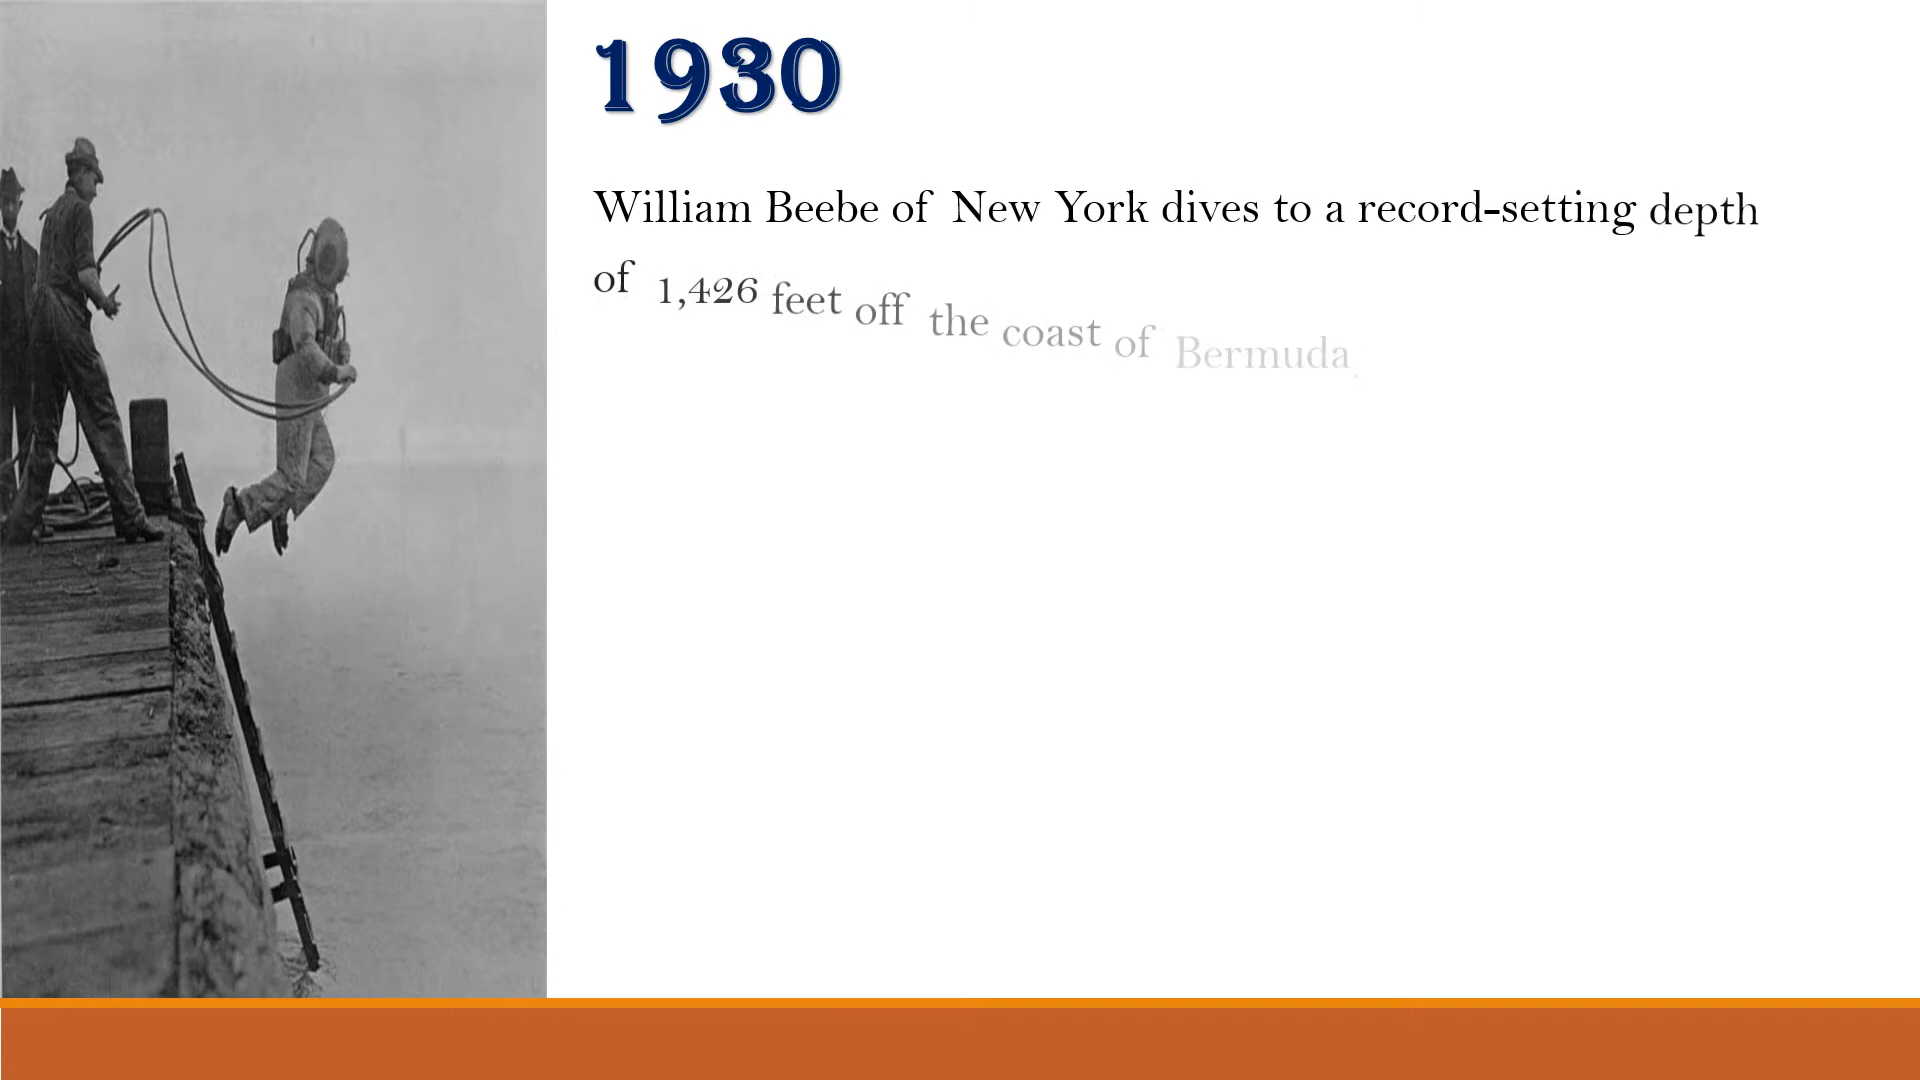 1930
William Beebe of New York dives to a record-setting depth
of 1,426 feet off the coast of Bermuda.